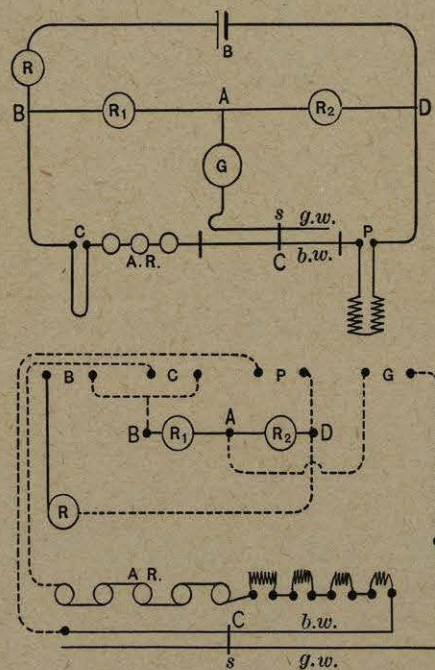 B
R
B R₁ A R₂ D
G
s g.w.
C P
A.R. C b.w.
B C P G
B R₁ A R₂ D
R
A R.
C b.w.
s g.w.